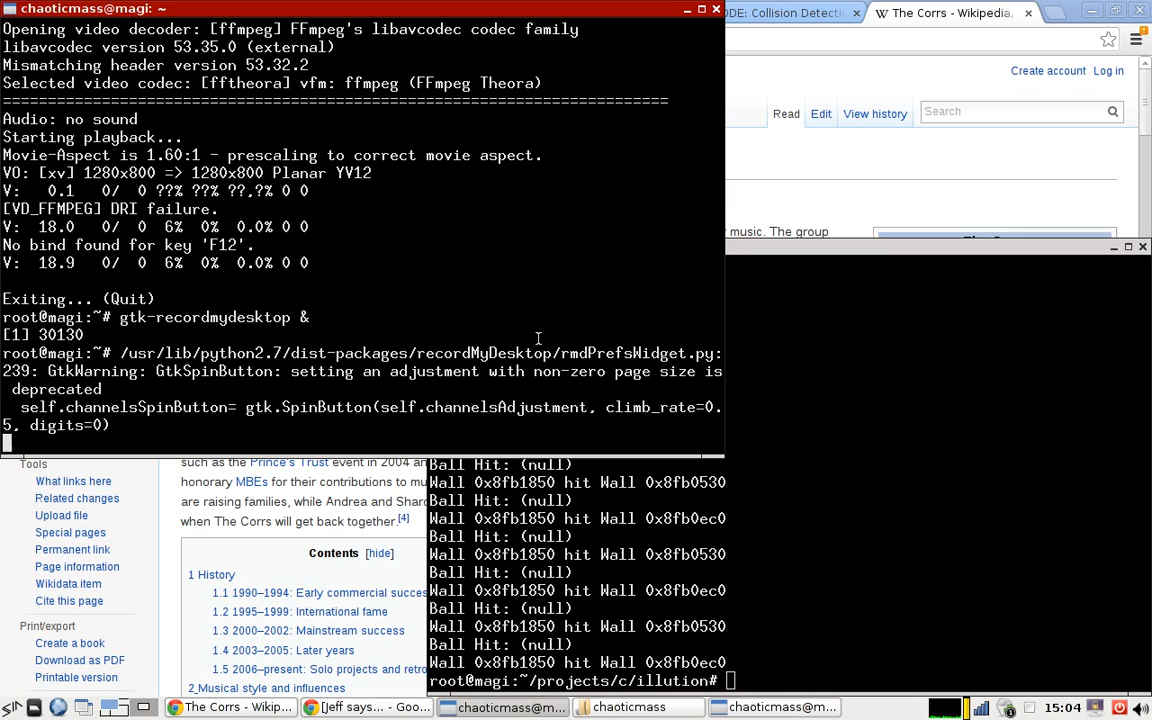 chaoticmass@magi: ~
Opening video decoder: [ffmpeg] FFmpeg's libavcodec codec family
libavcodec version 53.35.0 (external)
Mismatching header version 53.32.2
Selected video codec: [fftheora] vfm: ffmpeg (FFmpeg Theora)
==========================================================================
Audio: no sound
Starting playback...
Movie-Aspect is 1.60:1 - prescaling to correct movie aspect.
VO: [xv] 1280x800 => 1280x800 Planar YV12
V:   0.1   0/  0 ??% ??% ??,?% 0 0
[VD_FFMPEG] DRI failure.
V:  18.0   0/  0  6%  0%  0.0% 0 0
No bind found for key 'F12'.
V:  18.9   0/  0  6%  0%  0.0% 0 0
Exiting... (Quit)
root@magi:~# gtk-recordmydesktop &
[1] 30130
root@magi:~# /usr/lib/python2.7/dist-packages/recordMyDesktop/rmdPrefsWidget.py:
239: GtkWarning: GtkSpinButton: setting an adjustment with non-zero page size is
deprecated
self.channelsSpinButton= gtk.SpinButton(self.channelsAdjustment, climb_rate=0.
5, digits=0)
ODE: Collision Detecti
The Corrs - Wikipedia,
Create account Log in
Read Edit View history Search
music. The group
Tools
What links here
Related changes
Upload file
Special pages
Permanent link
Page information
Wikidata item
Cite this page
Print/export
Create a book
Download as PDF
Printable version
such as the Prince's Trust event in 2004 an
honorary MBEs for their contributions to mu
are raising families, while Andrea and Sharo
when The Corrs will get back together.[4]
Contents [hide]
1 History
1.1 1990–1994: Early commercial succes
1.2 1995–1999: International fame
1.3 2000–2002: Mainstream success
1.4 2003–2005: Later years
1.5 2006–present: Solo projects and retro
2 Musical style and influences
Ball Hit: (null)
Wall 0x8fb1850 hit Wall 0x8fb0530
Ball Hit: (null)
Wall 0x8fb1850 hit Wall 0x8fb0ec0
Ball Hit: (null)
Wall 0x8fb1850 hit Wall 0x8fb0530
Ball Hit: (null)
Wall 0x8fb1850 hit Wall 0x8fb0ec0
Ball Hit: (null)
Wall 0x8fb1850 hit Wall 0x8fb0530
Ball Hit: (null)
Wall 0x8fb1850 hit Wall 0x8fb0ec0
root@magi:~/projects/c/illution#
The Corrs - Wikip... [Jeff says... - Goo... chaoticmass@m... chaoticmass chaoticmass@m... 15:04